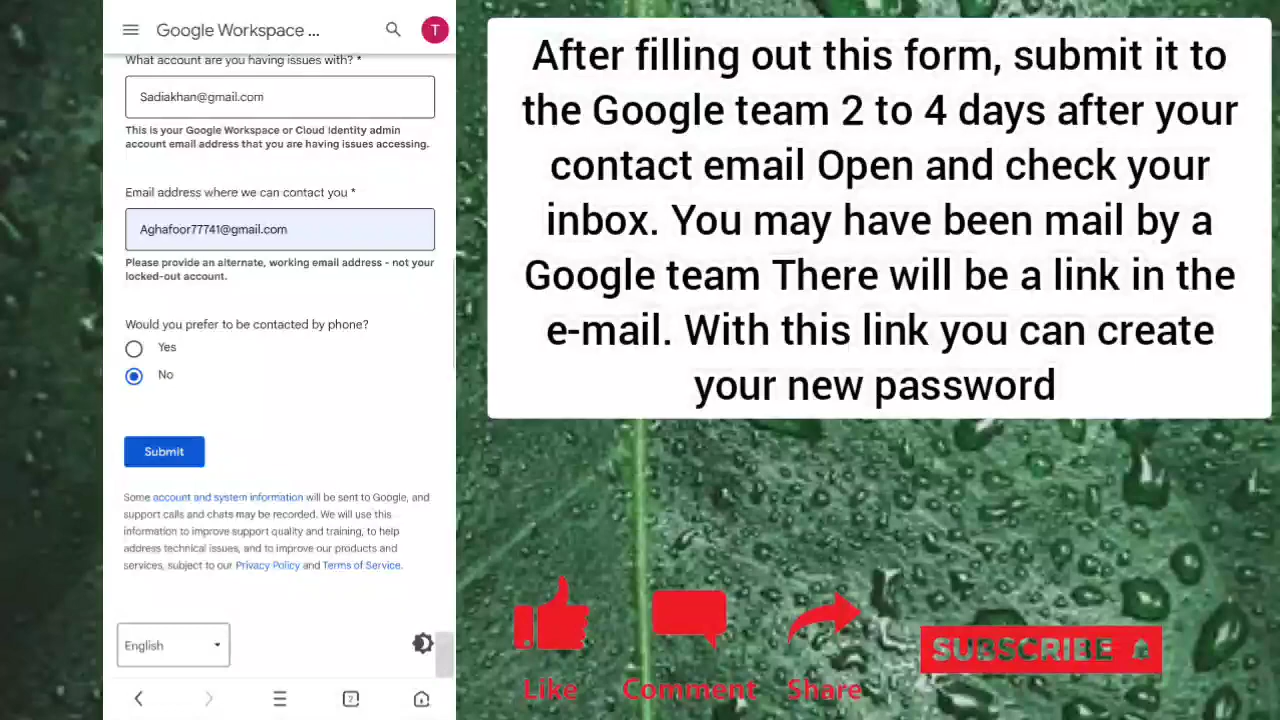 Google Workspace ...
T
What account are you having issues with? *
Sadiakhan@gmail.com
This is your Google Workspace or Cloud Identity admin
account email address that you are having issues accessing.
Email address where we can contact you *
Aghafoor77741@gmail.com
Please provide an alternate, working email address - not your
locked-out account.
Would you prefer to be contacted by phone?
Yes
No
Submit
Some account and system information will be sent to Google, and
support calls and chats may be recorded. We will use this
information to improve support quality and training, to help
address technical issues, and to improve our products and
services, subject to our Privacy Policy and Terms of Service.
English
After filling out this form, submit it to
the Google team 2 to 4 days after your
contact email Open and check your
inbox. You may have been mail by a
Google team There will be a link in the
e-mail. With this link you can create
your new password
Like
Comment
Share
SUBSCRIBE